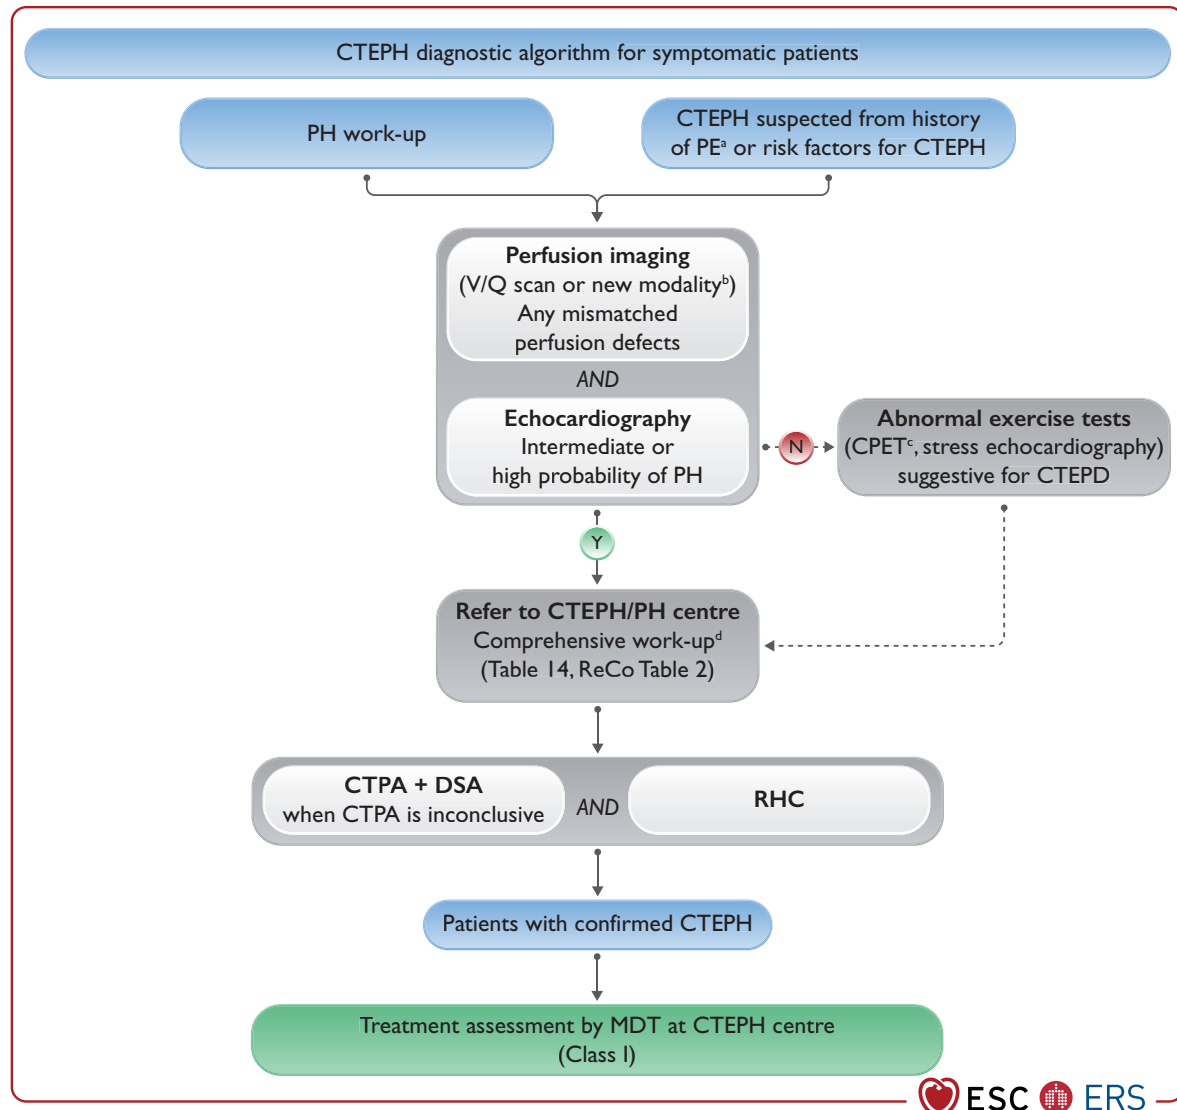 CTEPH diagnostic algorithm for symptomatic patients
PH work-up
CTEPH suspected from history
of PEᵃ or risk factors for CTEPH
Perfusion imaging
(V/Q scan or new modalityᵇ)
Any mismatched
perfusion defects
AND
Echocardiography
Intermediate or
high probability of PH
N
Abnormal exercise tests
(CPETᶜ, stress echocardiography)
suggestive for CTEPD
Y
Refer to CTEPH/PH centre
Comprehensive work-upᵈ
(Table 14, ReCo Table 2)
CTPA + DSA
when CTPA is inconclusive
AND
RHC
Patients with confirmed CTEPH
Treatment assessment by MDT at CTEPH centre
(Class I)
ESC ERS